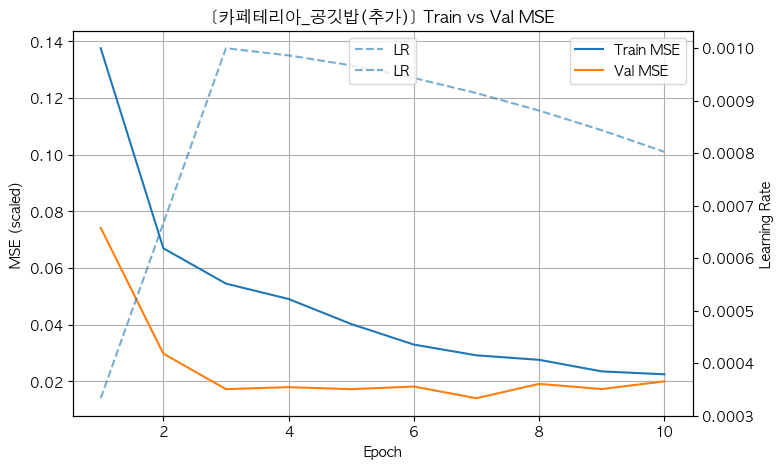 [카페테리아_공깃밥(추가)] Train vs Val MSE
LR
LR
Train MSE
Val MSE
MSE (scaled)
0.14
0.12
0.10
0.08
0.06
0.04
0.02
0.0010
0.0009
0.0008
0.0007
0.0006
0.0005
0.0004
0.0003
Learning Rate
2
4
6
8
10
Epoch